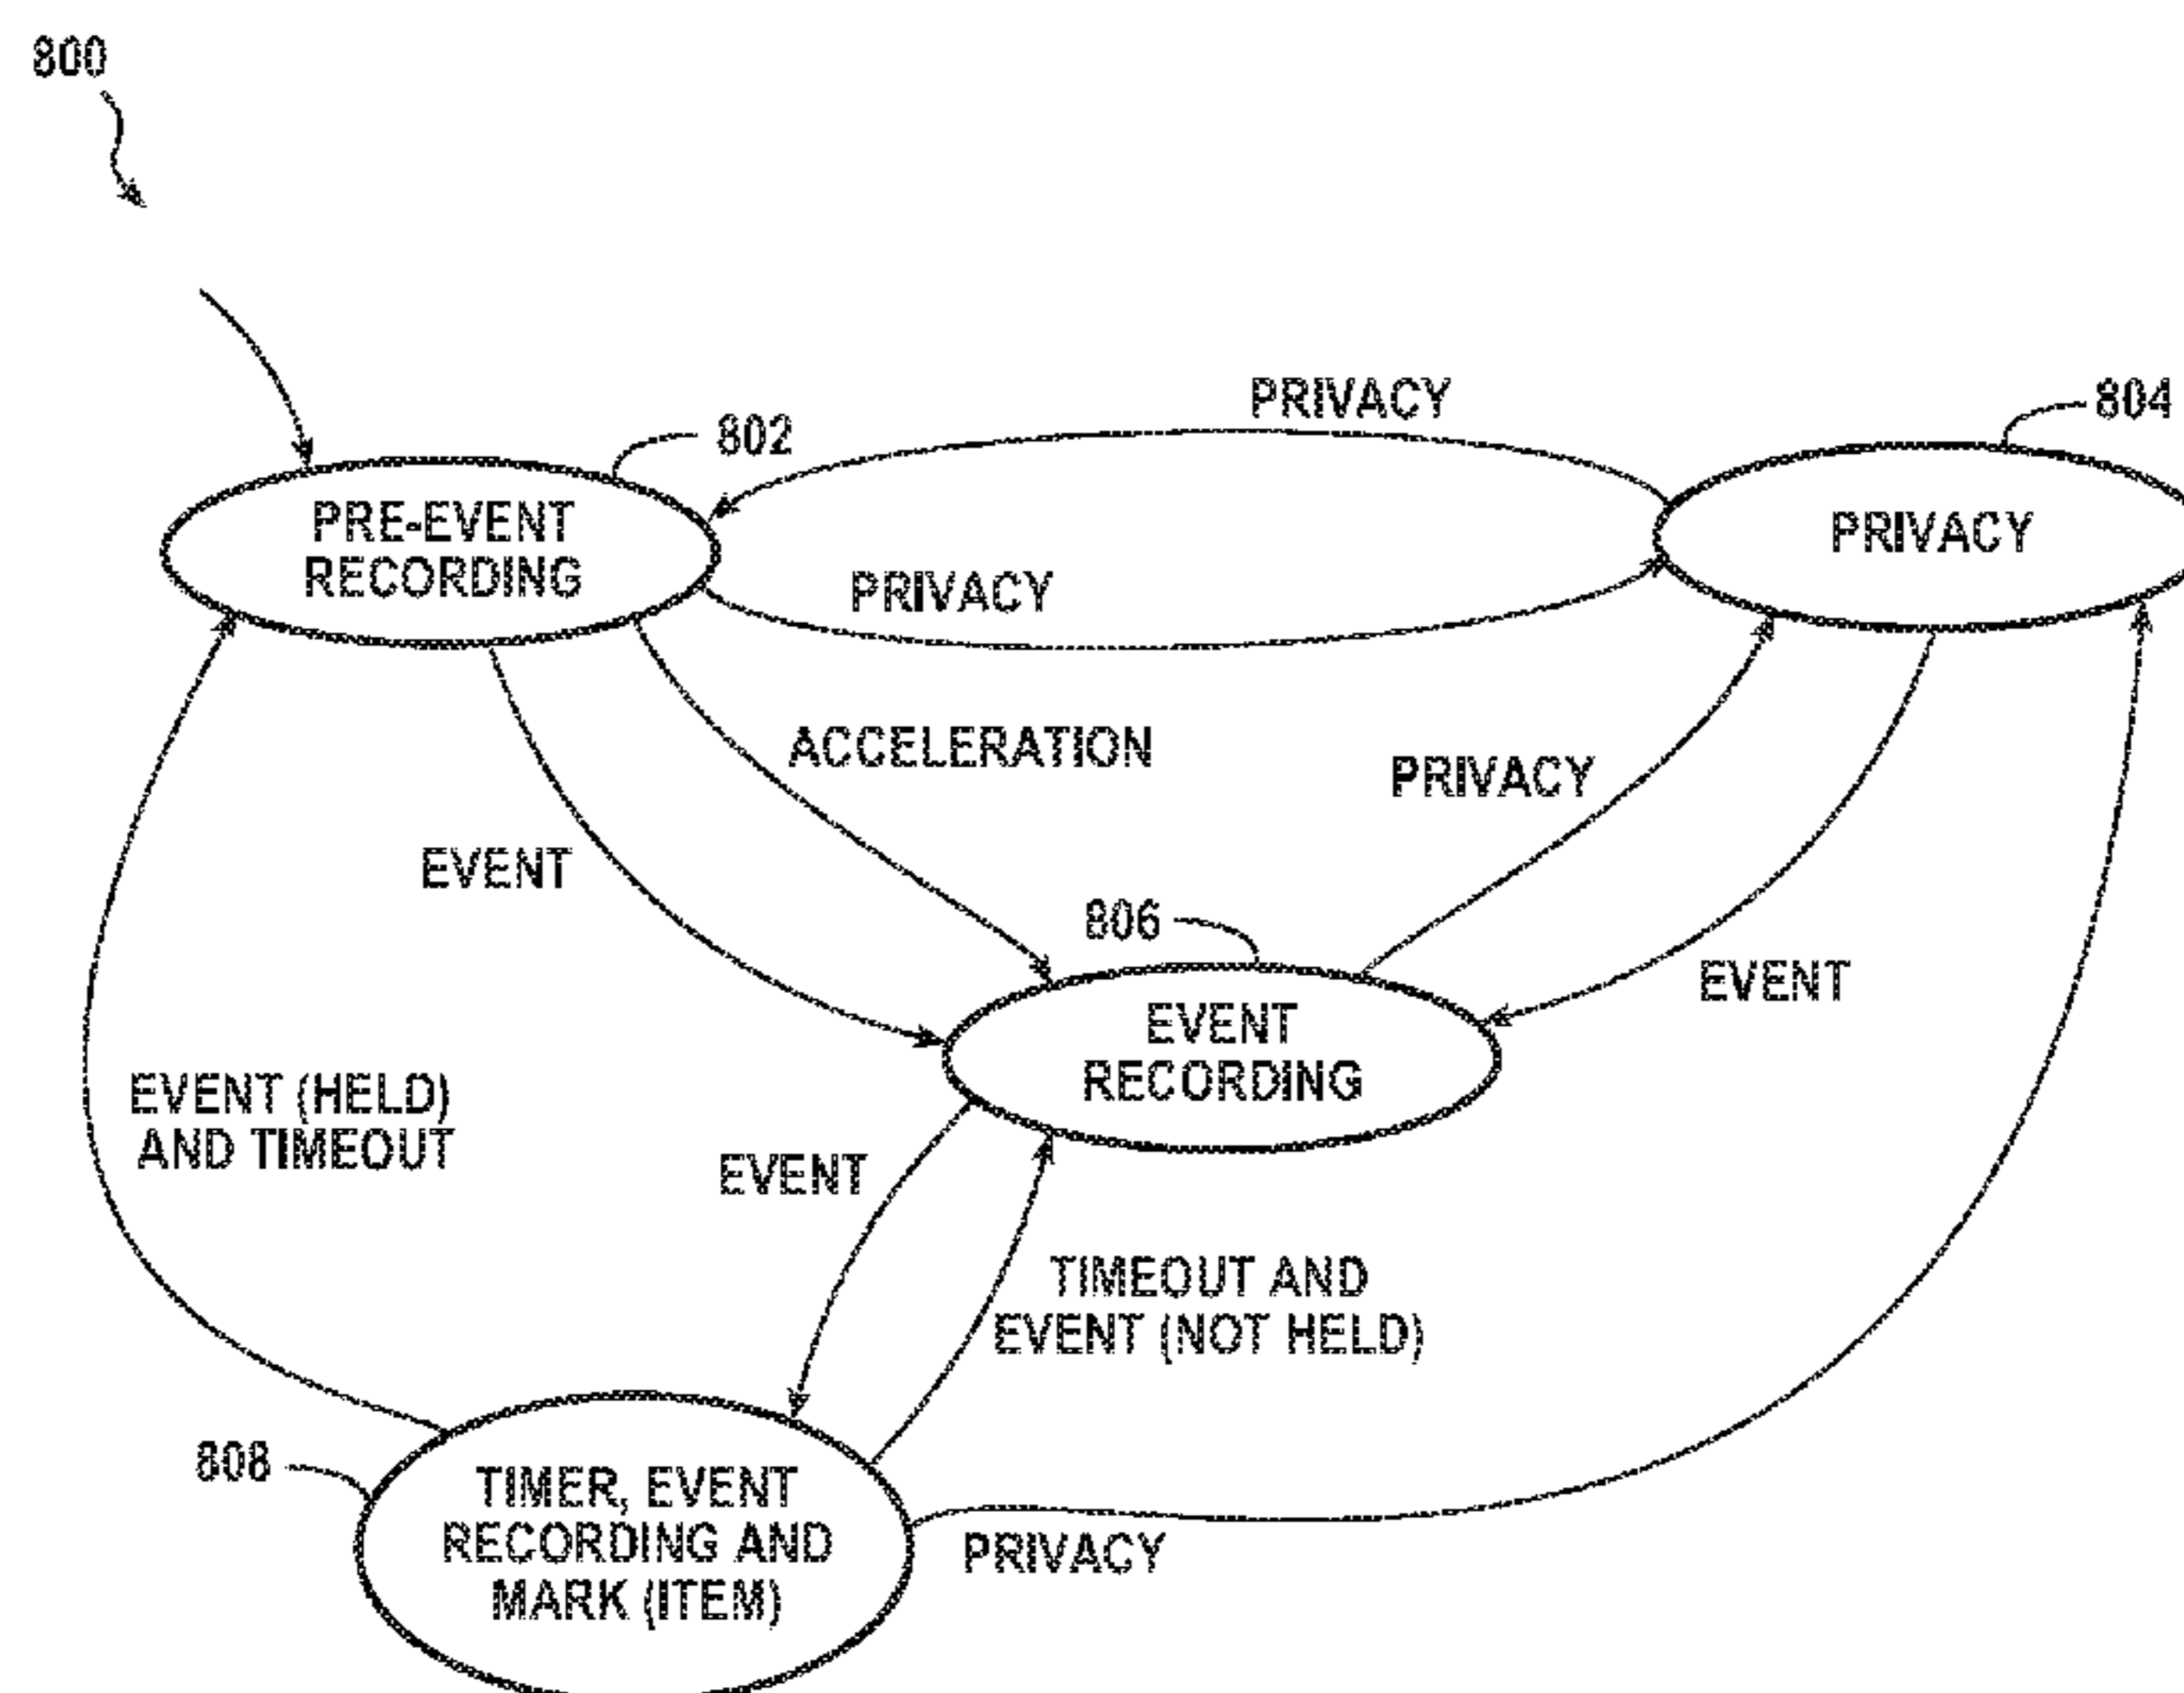 800
PRIVACY
804
802
PRE-EVENT
RECORDING
PRIVACY
PRIVACY
ACCELERATION
PRIVACY
EVENT
806
EVENT
EVENT
RECORDING
EVENT (HELD)
AND TIMEOUT
EVENT
TIMEOUT AND
EVENT (NOT HELD)
808
TIMER, EVENT
RECORDING AND
MARK (ITEM)
PRIVACY